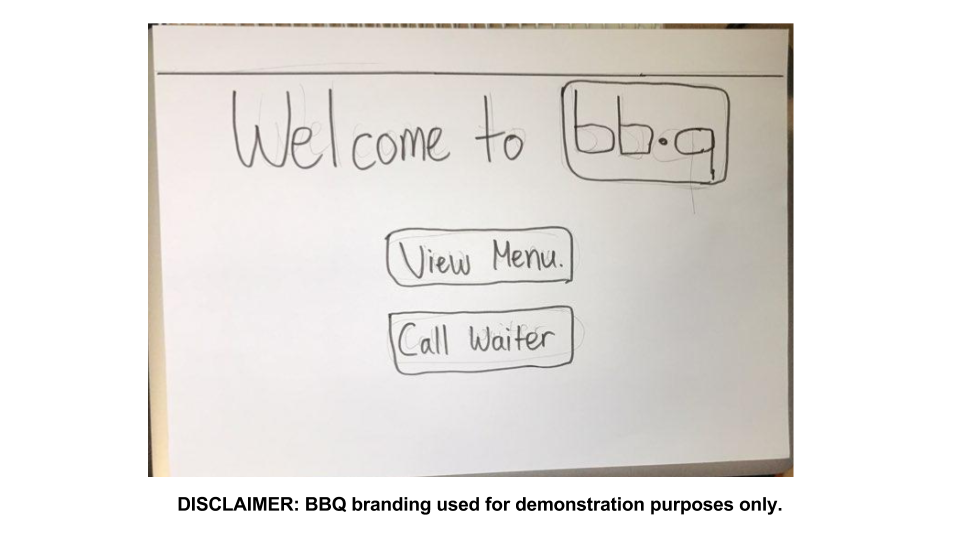 Welcome to bb.q
View Menu.
Call Waiter
DISCLAIMER: BBQ branding used for demonstration purposes only.